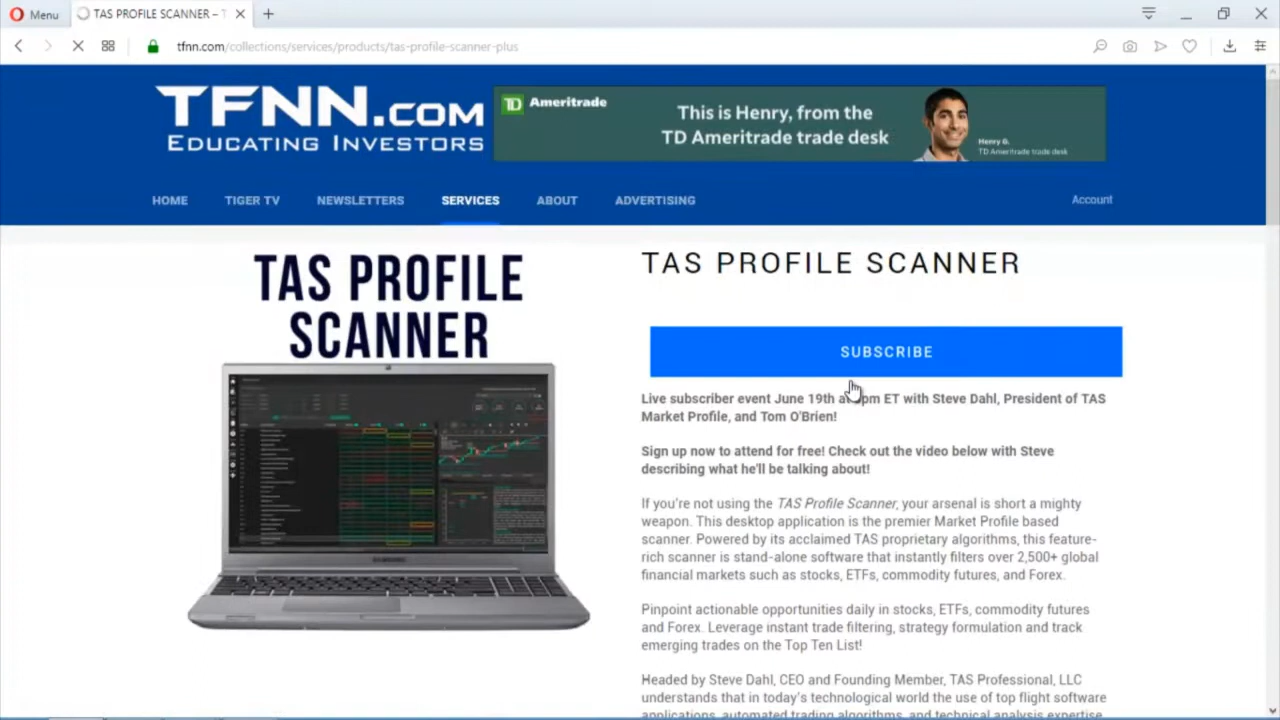 Menu
TAS PROFILE SCANNER – T
tfnn.com/collections/services/products/tas-profile-scanner-plus
TFNN.COM
EDUCATING INVESTORS
TD Ameritrade
This is Henry, from the
TD Ameritrade trade desk
Henry G.
TD Ameritrade trade desk
HOME
TIGER TV
NEWSLETTERS
SERVICES
ABOUT
ADVERTISING
Account
TAS PROFILE
SCANNER
TAS PROFILE SCANNER
SUBSCRIBE
Live subscriber event June 19th at pm ET with Steve Dahl, President of TAS
Market Profile, and Tom O'Brien!
Sign up now to attend for free! Check out the video below with Steve
describing what he'll be talking about!
If you're not using the TAS Profile Scanner, your arsenal is short a mighty
weapon. This desktop application is the premier Market Profile based
scanner. Powered by its acclaimed TAS proprietary algorithms, this feature-
rich scanner is stand-alone software that instantly filters over 2,500+ global
financial markets such as stocks, ETFs, commodity futures, and Forex.
Pinpoint actionable opportunities daily in stocks, ETFs, commodity futures
and Forex. Leverage instant trade filtering, strategy formulation and track
emerging trades on the Top Ten List!
Headed by Steve Dahl, CEO and Founding Member, TAS Professional, LLC
understands that in today's technological world the use of top flight software
applications, automated trading algorithms, and technical analysis expertise